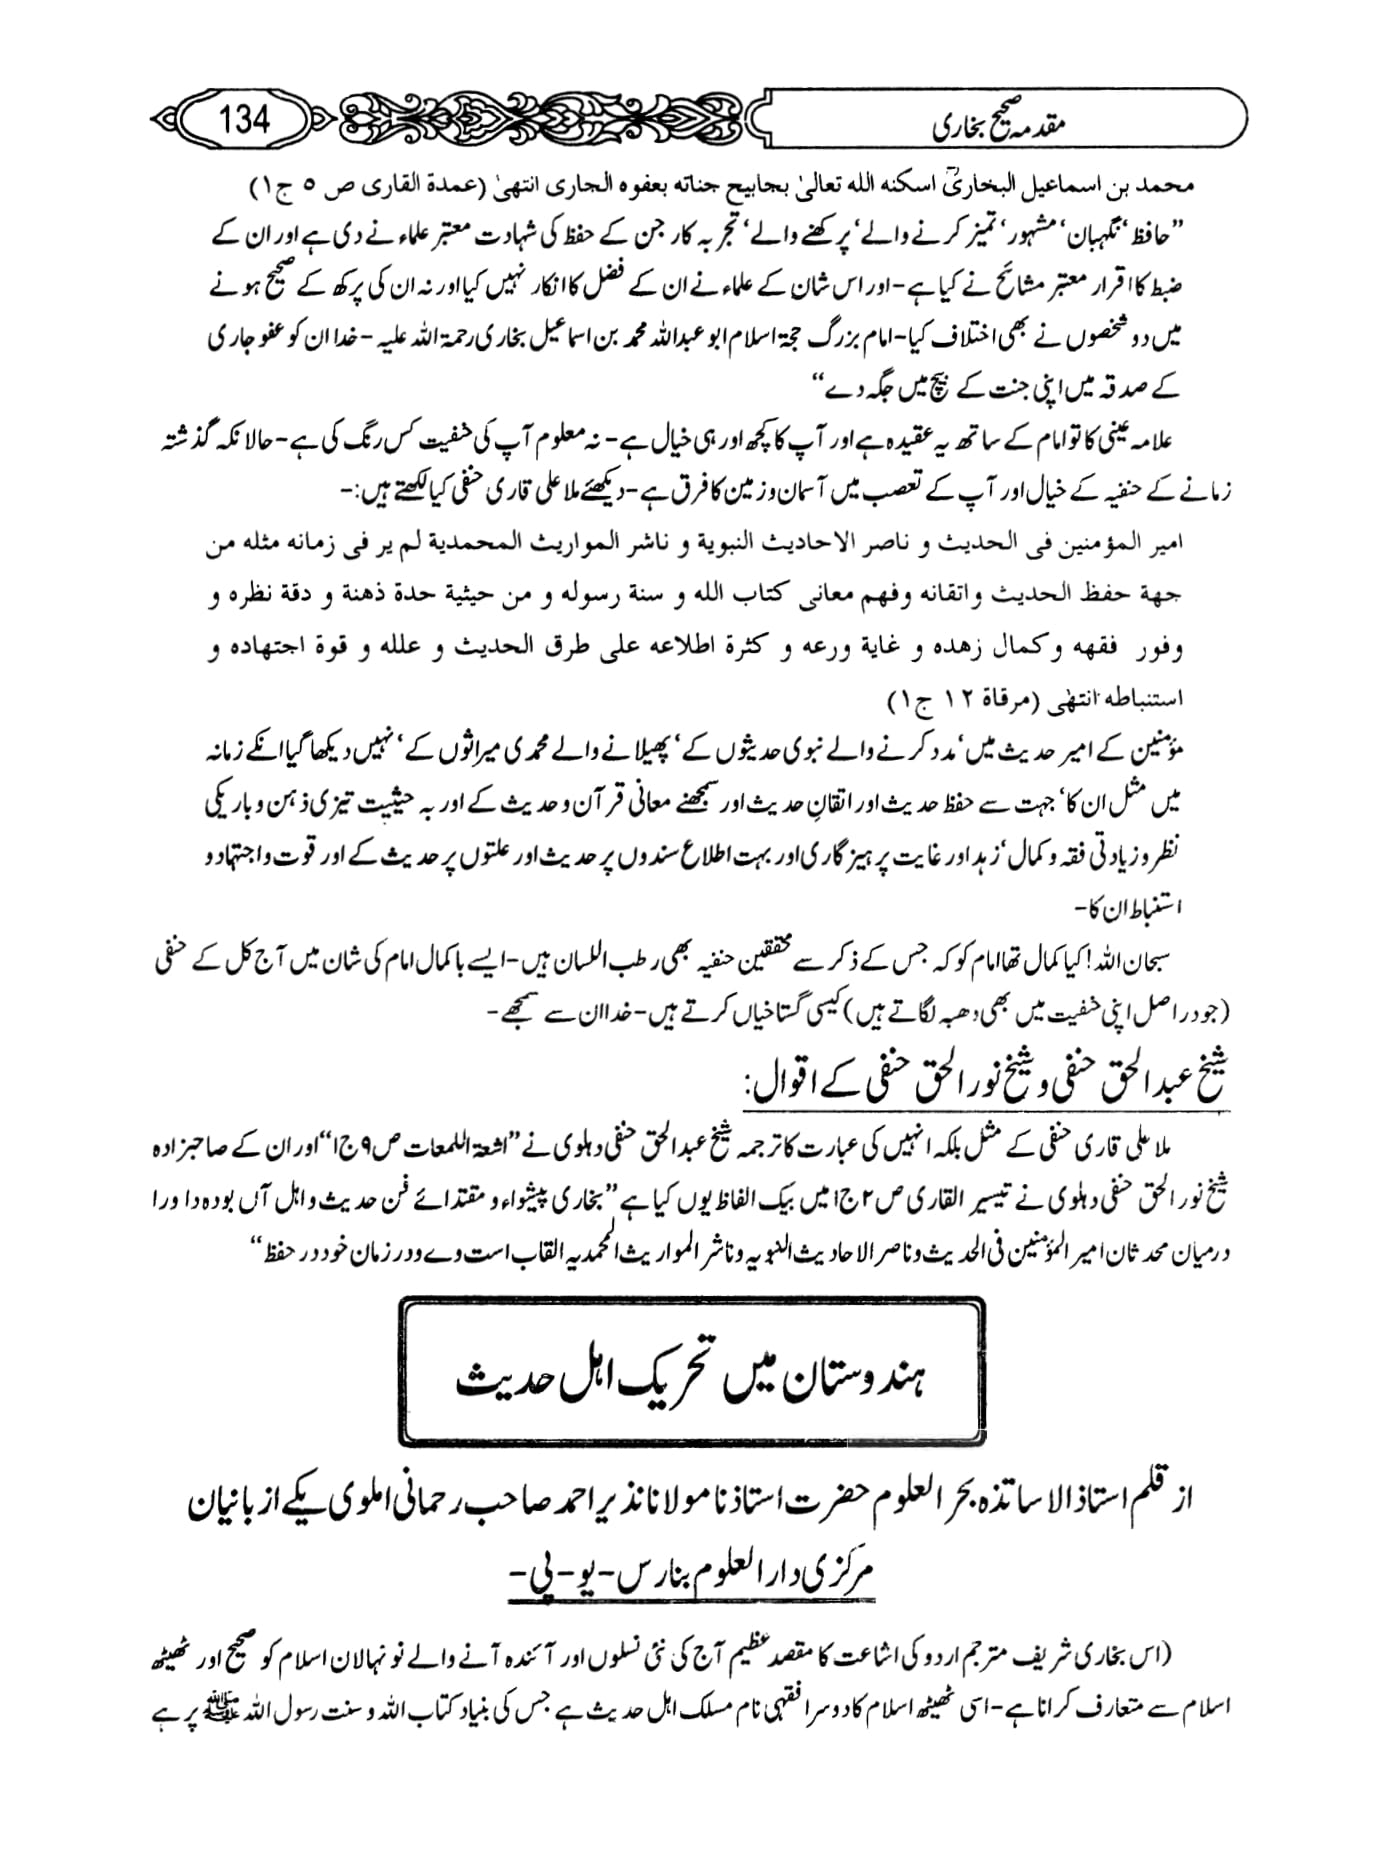 مقدمہ صحیح بخاری
134
محمد بن اسماعیل البخاریؒ اسکنه الله تعالیٰ بجابیح جناته بعفوه الجاری انتهیٰ (عمدة القاری ص ٥ ج١)
”حافظ‘ نگہبان‘ مشہور‘ تمیز کرنے والے‘ پرکھنے والے‘ تجربہ کار جن کے حفظ کی شہادت معتبر علماء نے دی ہے اور ان کے
ضبط کا اقرار معتبر مشائخ نے کیا ہے-اور اس شان کے علماء نے ان کے فضل کا انکار نہیں کیا اور نہ ان کی پرکھ کے صحیح ہونے
میں دو شخصوں نے بھی اختلاف کیا-امام بزرگ حجۃ اسلام ابو عبداللہ محمد بن اسماعیل بخاری رحمۃ اللہ علیہ -خدا ان کو عفو جاری
کے صدقہ میں اپنی جنت کے بیچ میں جگہ دے“
علامہ عینی کا تو امام کے ساتھ یہ عقیدہ ہے اور آپ کا کچھ اور ہی خیال ہے- نہ معلوم آپ کی حنفیت کس رنگ کی ہے-حالانکہ گذشتہ
زمانے کے حنفیہ کے خیال اور آپ کے تعصب میں آسمان و زمین کا فرق ہے-دیکھئے ملا علی قاری حنفی کیا لکھتے ہیں:-
امیر المؤمنین فی الحدیث و ناصر الاحادیث النبویة و ناشر المواریث المحمدیة لم یر فی زمانه مثله من
جهة حفظ الحدیث واتقانه وفهم معانی کتاب الله و سنة رسوله و من حیثیة حدة ذهنة و دقة نظره و
وفور فقهه وکمال زهده و غایة ورعه و کثرة اطلاعه علی طرق الحدیث و علله و قوة اجتهاده و
استنباطه انتهٰی (مرقاة ١٢ ج١)
مؤمنین کے امیر حدیث میں‘ مدد کرنے والے نبوی حدیثوں کے‘ پھیلانے والے محمدی میراثوں کے‘ نہیں دیکھا گیا انکے زمانہ
میں مثل ان کا‘ جہت سے حفظ حدیث اور اتقانِ حدیث اور سمجھنے معانی قرآن و حدیث کے اور بہ حیثیت تیزی ذہن و باریکی
نظر و زیادتی فقہ و کمال‘ زہد اور غایت پرہیزگاری اور بہت اطلاع سندوں پر حدیث اور علتوں پر حدیث کے اور قوت و اجتہاد و
استنباط ان کا-
سبحان اللہ! کیا کمال تھا امام کو کہ جس کے ذکر سے محققین حنفیہ بھی رطب اللسان ہیں-ایسے باکمال امام کی شان میں آج کل کے حنفی
(جو دراصل اپنی حنفیت میں بھی دھبہ لگاتے ہیں) کیسی گستاخیاں کرتے ہیں-خدا ان سے سمجھے-
شیخ عبدالحق حنفی و شیخ نورالحق حنفی کے اقوال:
ملا علی قاری حنفی کے مثل بلکہ انہیں کی عبارت کا ترجمہ شیخ عبدالحق حنفی دہلوی نے ”اشعۃ اللمعات ص۹ ج۱“ اور ان کے صاحبزادہ
شیخ نورالحق حنفی دہلوی نے تیسیر القاری ص۲ ج۱ میں بیک الفاظ یوں کیا ہے ”بخاری پیشواء و مقتدائے فن حدیث و اہل آں بودہ و اورا
درمیان محدثان امیر المؤمنین فی الحدیث و ناصر الاحادیث النبویہ و ناشر المواریث المحمدیہ القاب است وے و در زمان خود در حفظ“
ہندوستان میں تحریک اہل حدیث
از قلم استاذ الاساتذہ بحر العلوم حضرت استاذنا مولانا نذیر احمد صاحب رحمانی املوی یکے از بانیان
مرکزی دارالعلوم بنارس-یو-پی-
(اس بخاری شریف مترجم اردو کی اشاعت کا مقصد عظیم آج کی نئی نسلوں اور آئندہ آنے والے نونہالان اسلام کو صحیح اور ٹھیٹھ
اسلام سے متعارف کرانا ہے-اسی ٹھیٹھ اسلام کا دوسرا فقہی نام مسلک اہل حدیث ہے جس کی بنیاد کتاب اللہ و سنت رسول اللہ ﷺ پر ہے